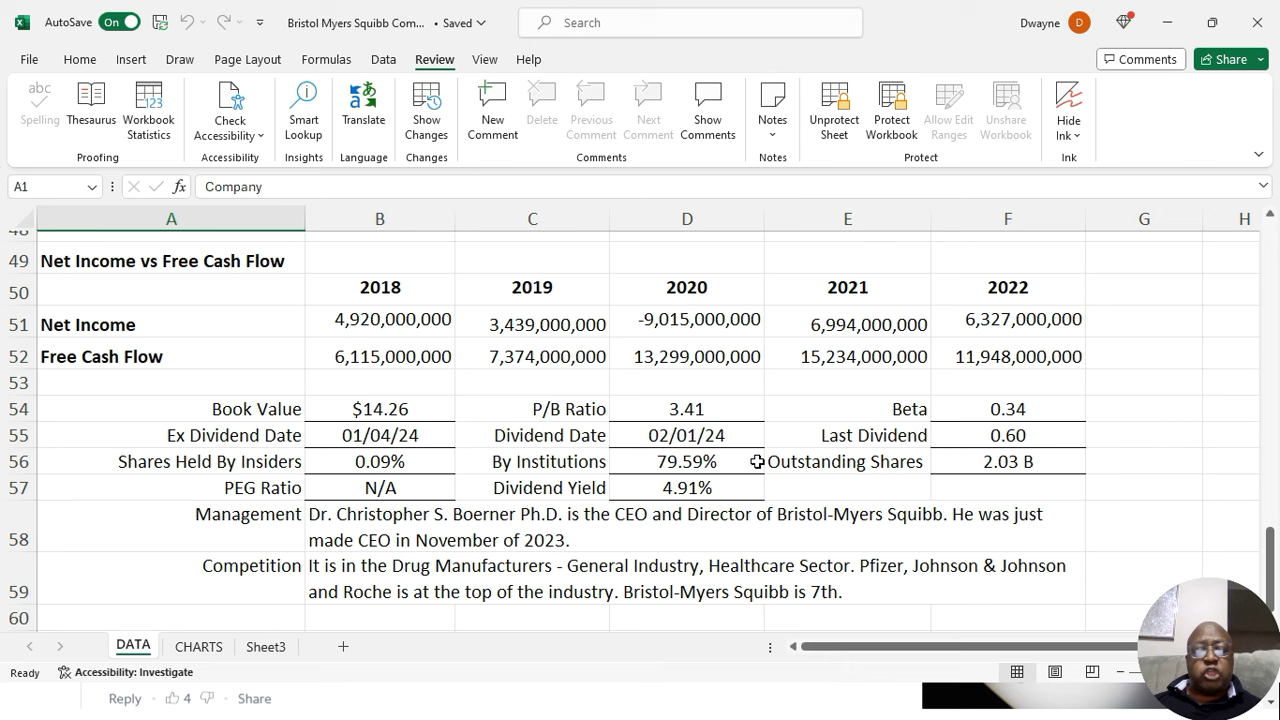 AutoSave On Bristol Myers Squibb Com... • Saved Search Dwayne D
File Home Insert Draw Page Layout Formulas Data Review View Help Comments Share
abc 123
Spelling Thesaurus Workbook Statistics Check Accessibility Smart Lookup Translate Show Changes New Comment Delete Previous Comment Next Comment Show Comments Notes Unprotect Sheet Protect Workbook Allow Edit Ranges Unshare Workbook Hide Ink
Proofing Accessibility Insights Language Changes Comments Notes Protect Ink
A1 fx Company
A B C D E F G H
48
49 Net Income vs Free Cash Flow
50 2018 2019 2020 2021 2022
51 Net Income 4,920,000,000 3,439,000,000 -9,015,000,000 6,994,000,000 6,327,000,000
52 Free Cash Flow 6,115,000,000 7,374,000,000 13,299,000,000 15,234,000,000 11,948,000,000
53
54 Book Value $14.26 P/B Ratio 3.41 Beta 0.34
55 Ex Dividend Date 01/04/24 Dividend Date 02/01/24 Last Dividend 0.60
56 Shares Held By Insiders 0.09% By Institutions 79.59% Outstanding Shares 2.03 B
57 PEG Ratio N/A Dividend Yield 4.91%
Management Dr. Christopher S. Boerner Ph.D. is the CEO and Director of Bristol-Myers Squibb. He was just
58 made CEO in November of 2023.
Competition It is in the Drug Manufacturers - General Industry, Healthcare Sector. Pfizer, Johnson & Johnson
59 and Roche is at the top of the industry. Bristol-Myers Squibb is 7th.
60
DATA CHARTS Sheet3
Ready Accessibility: Investigate
Reply 4 Share